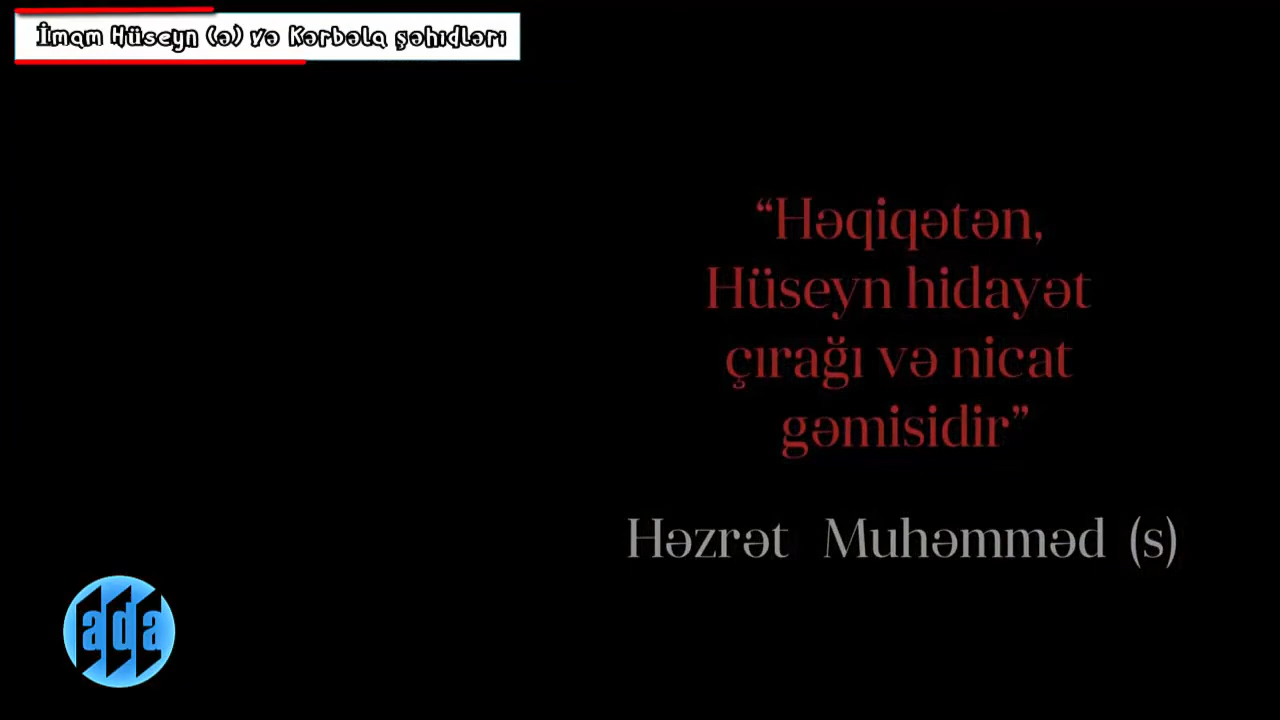 İmam Hüseyn (ə) və Kərbəla şəhidləri
“Həqiqətən,
Hüseyn hidayət
çırağı və nicat
gəmisidir”
Həzrət Muhəmməd (s)
ada